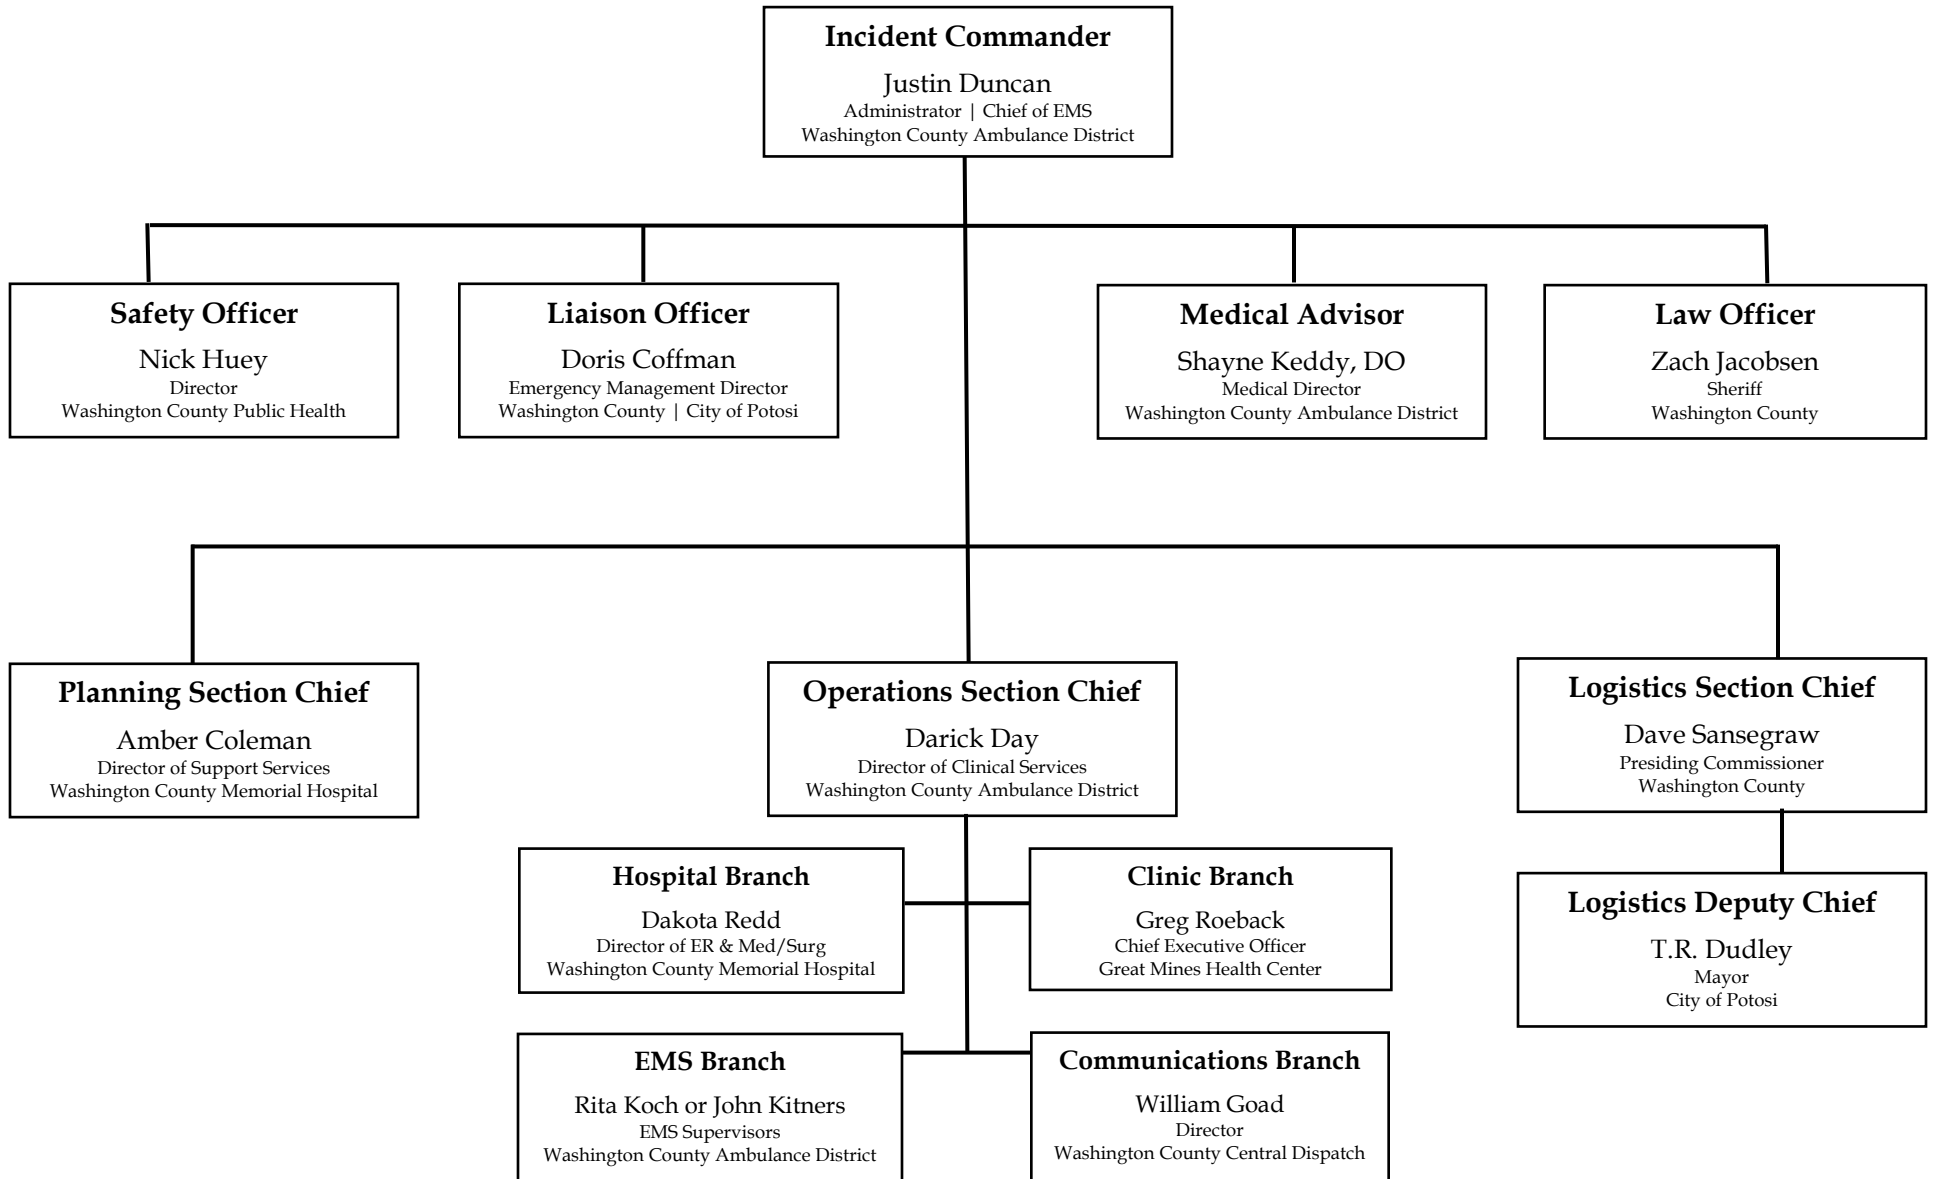 Incident Commander
Justin Duncan
Administrator | Chief of EMS
Washington County Ambulance District
Safety Officer
Nick Huey
Director
Washington County Public Health
Liaison Officer
Doris Coffman
Emergency Management Director
Washington County | City of Potosi
Medical Advisor
Shayne Keddy, DO
Medical Director
Washington County Ambulance District
Law Officer
Zach Jacobsen
Sheriff
Washington County
Planning Section Chief
Amber Coleman
Director of Support Services
Washington County Memorial Hospital
Operations Section Chief
Darick Day
Director of Clinical Services
Washington County Ambulance District
Logistics Section Chief
Dave Sansegraw
Presiding Commissioner
Washington County
Hospital Branch
Dakota Redd
Director of ER & Med/Surg
Washington County Memorial Hospital
Clinic Branch
Greg Roeback
Chief Executive Officer
Great Mines Health Center
Logistics Deputy Chief
T.R. Dudley
Mayor
City of Potosi
EMS Branch
Rita Koch or John Kitners
EMS Supervisors
Washington County Ambulance District
Communications Branch
William Goad
Director
Washington County Central Dispatch